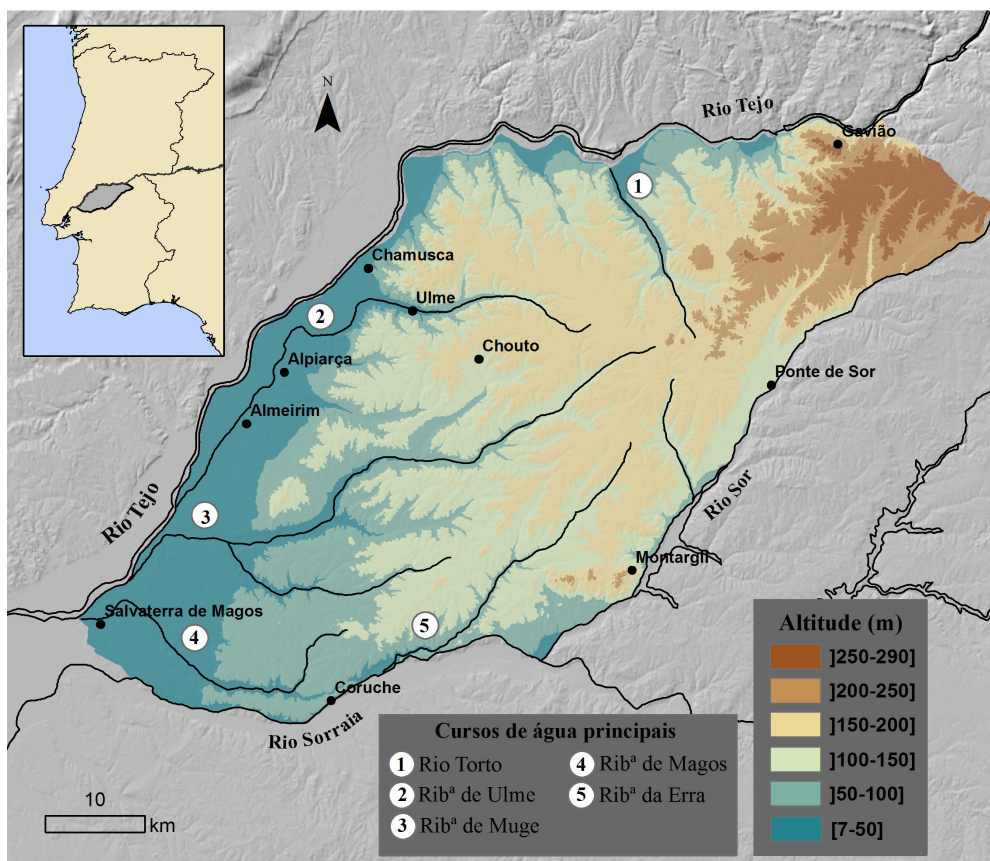 N
Rio Tejo
Gavião
1
Chamusca
Ulme
2
Chouto
Alpiarça
Ponte de Sor
Almeirim
Rio Sor
Rio Tejo
3
Montargil
Salvaterra de Magos
4
5
Coruche
Rio Sorraia
Altitude (m)
]250-290]
]200-250]
]150-200]
]100-150]
]50-100]
[7-50]
Cursos de água principais
1 Rio Torto
2 Ribª de Ulme
3 Ribª de Muge
4 Ribª de Magos
5 Ribª da Erra
10
km